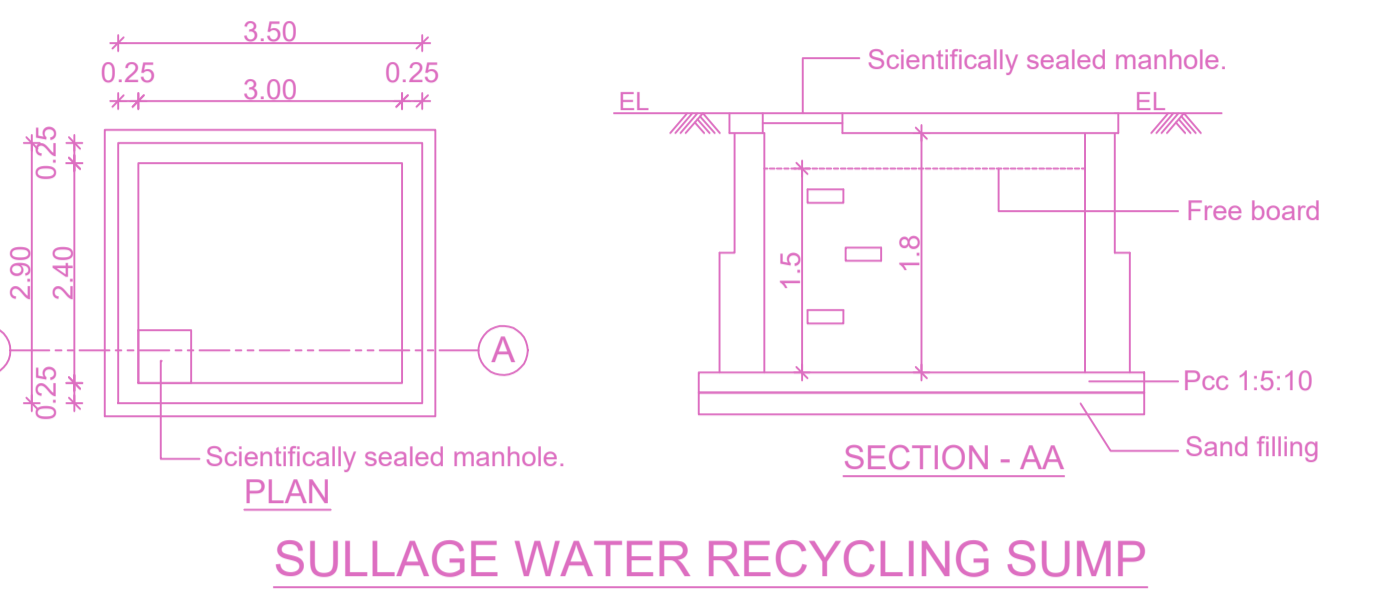 3.50
0.25
0.25
3.00
0.25
2.90
2.40
0.25
A
Scientifically sealed manhole.
PLAN
Scientifically sealed manhole.
EL
EL
Free board
1.5
1.8
Pcc 1:5:10
Sand filling
SECTION - AA
SULLAGE WATER RECYCLING SUMP